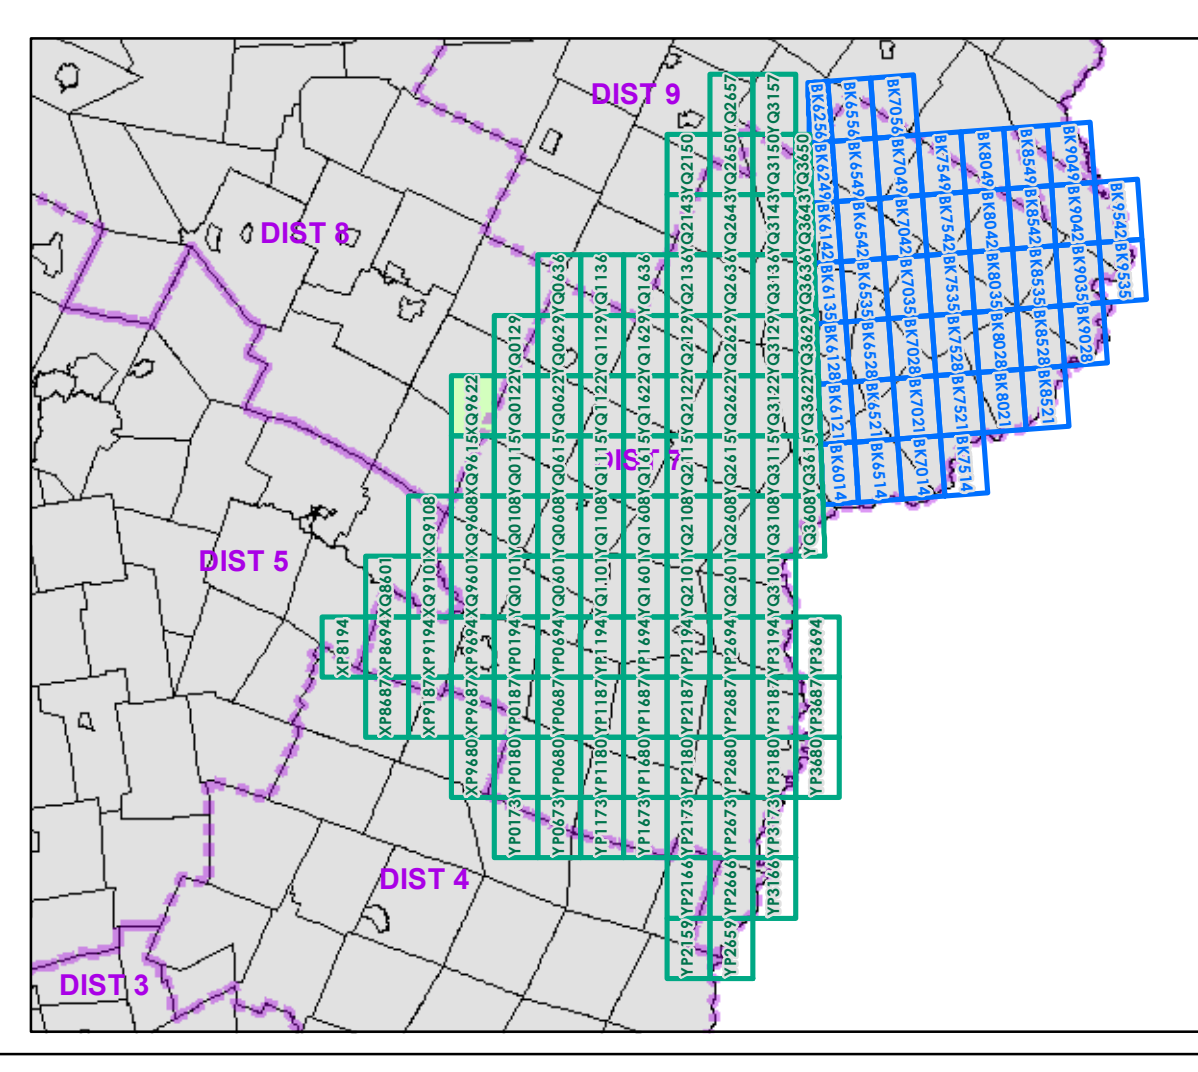 DIST 9
YQ2657 YQ3157
BK6256 BK6556 BK7056
YQ2150 YQ2650 YQ3150 YQ3650
BK6249 BK6549 BK7049 BK7549 BK8049 BK8549 BK9049
DIST 8
YQ2143 YQ2643 YQ3143 YQ3643
BK6142 BK6542 BK7042 BK7542 BK8042 BK8542 BK9042 BK9542
YQ0636 YQ1136 YQ1636 YQ2136 YQ2636 YQ3136 YQ3636
BK6135 BK6535 BK7035 BK7535 BK8035 BK8535 BK9035 BK9535
YQ0129 YQ0629 YQ1129 YQ1629 YQ2129 YQ2629 YQ3129 YQ3629
BK6128 BK6528 BK7028 BK7528 BK8028 BK8528 BK9028
XQ9622 YQ0122 YQ0622 YQ1122 YQ1622 YQ2122 YQ2622 YQ3122 YQ3622
BK6121 BK6521 BK7021 BK7521 BK8021 BK8521
DIST 7
XQ9615 YQ0115 YQ0615 YQ1115 YQ1615 YQ2115 YQ2615 YQ3115 YQ3615
BK6014 BK6514 BK7014 BK7514
XQ9108 XQ9608 YQ0108 YQ0608 YQ1108 YQ1608 YQ2108 YQ2608 YQ3108 YQ3608
DIST 5
XQ8601 XQ9101 XQ9601 YQ0101 YQ0601 YQ1101 YQ1601 YQ2101 YQ2601 YQ3101
XP8194 XP8694 XP9194 XP9694 YP0194 YP0694 YP1194 YP1694 YP2194 YP2694 YP3194 YP3694
XP8687 XP9187 XP9687 YP0187 YP0687 YP1187 YP1687 YP2187 YP2687 YP3187 YP3687
XP9680 YP0180 YP0680 YP1180 YP1680 YP2180 YP2680 YP3180 YP3680
YP0173 YP0673 YP1173 YP1673 YP2173 YP2673 YP3173
DIST 4
YP2166 YP2666 YP3166
YP2159 YP2659
DIST 3